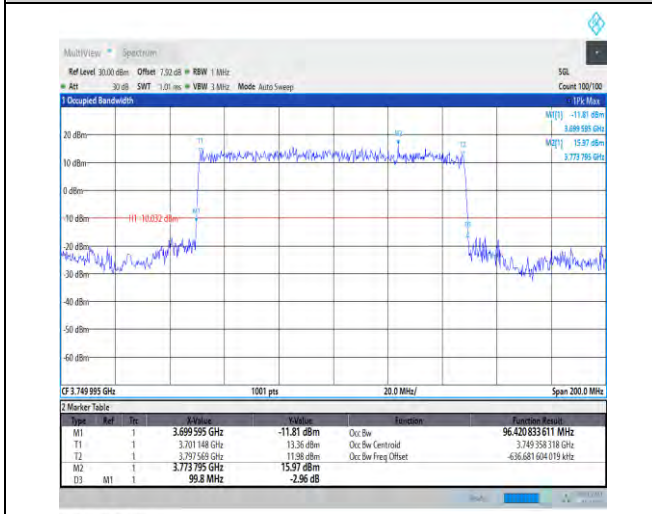 MultiView Spectrum
Ref Level 30.00 dBm Offset 7.92 dB RBW 1 MHz SGL
Att 30 dB SWT 1.01 ms VBW 3 MHz Mode Auto Sweep Count 100/100
1 Occupied Bandwidth 1Pk Max
M1[1] -11.81 dBm
3.699 595 GHz
M2[1] 15.97 dBm
3.773 795 GHz
20 dBm
T1
M2
T2
10 dBm
0 dBm
-10 dBm
H1 -10.032 dBm
M1
-20 dBm
-30 dBm
-40 dBm
-50 dBm
-60 dBm
CF 3.749 995 GHz 1001 pts 20.0 MHz/ Span 200.0 MHz
2 Marker Table
Type Ref Trc X-Value Y-Value Function Function Result
M1 1 3.699 595 GHz -11.81 dBm Occ Bw 96.420 833 611 MHz
T1 1 3.701 148 GHz 13.36 dBm Occ Bw Centroid 3.749 358 318 GHz
T2 1 3.797 569 GHz 11.98 dBm Occ Bw Freq Offset -636.681 604 019 kHz
M2 1 3.773 795 GHz 15.97 dBm
D3 M1 1 99.8 MHz -2.96 dB